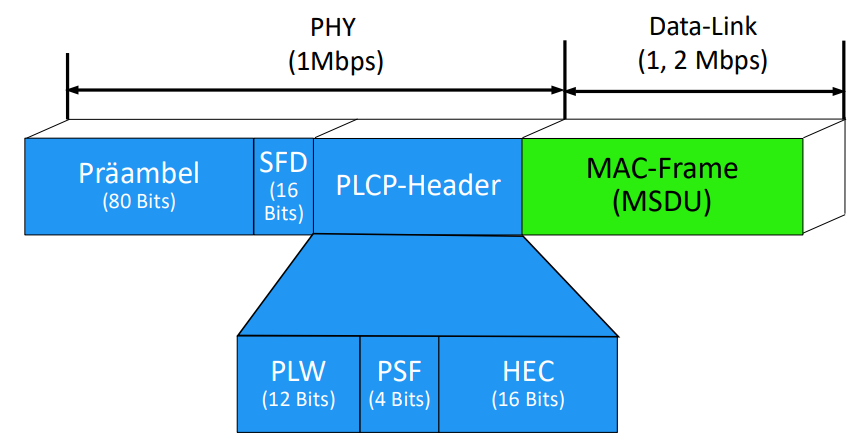 PHY
(1Mbps)
Data-Link
(1, 2 Mbps)
Präambel
(80 Bits)
SFD
(16
Bits)
PLCP-Header
MAC-Frame
(MSDU)
PLW
(12 Bits)
PSF
(4 Bits)
HEC
(16 Bits)